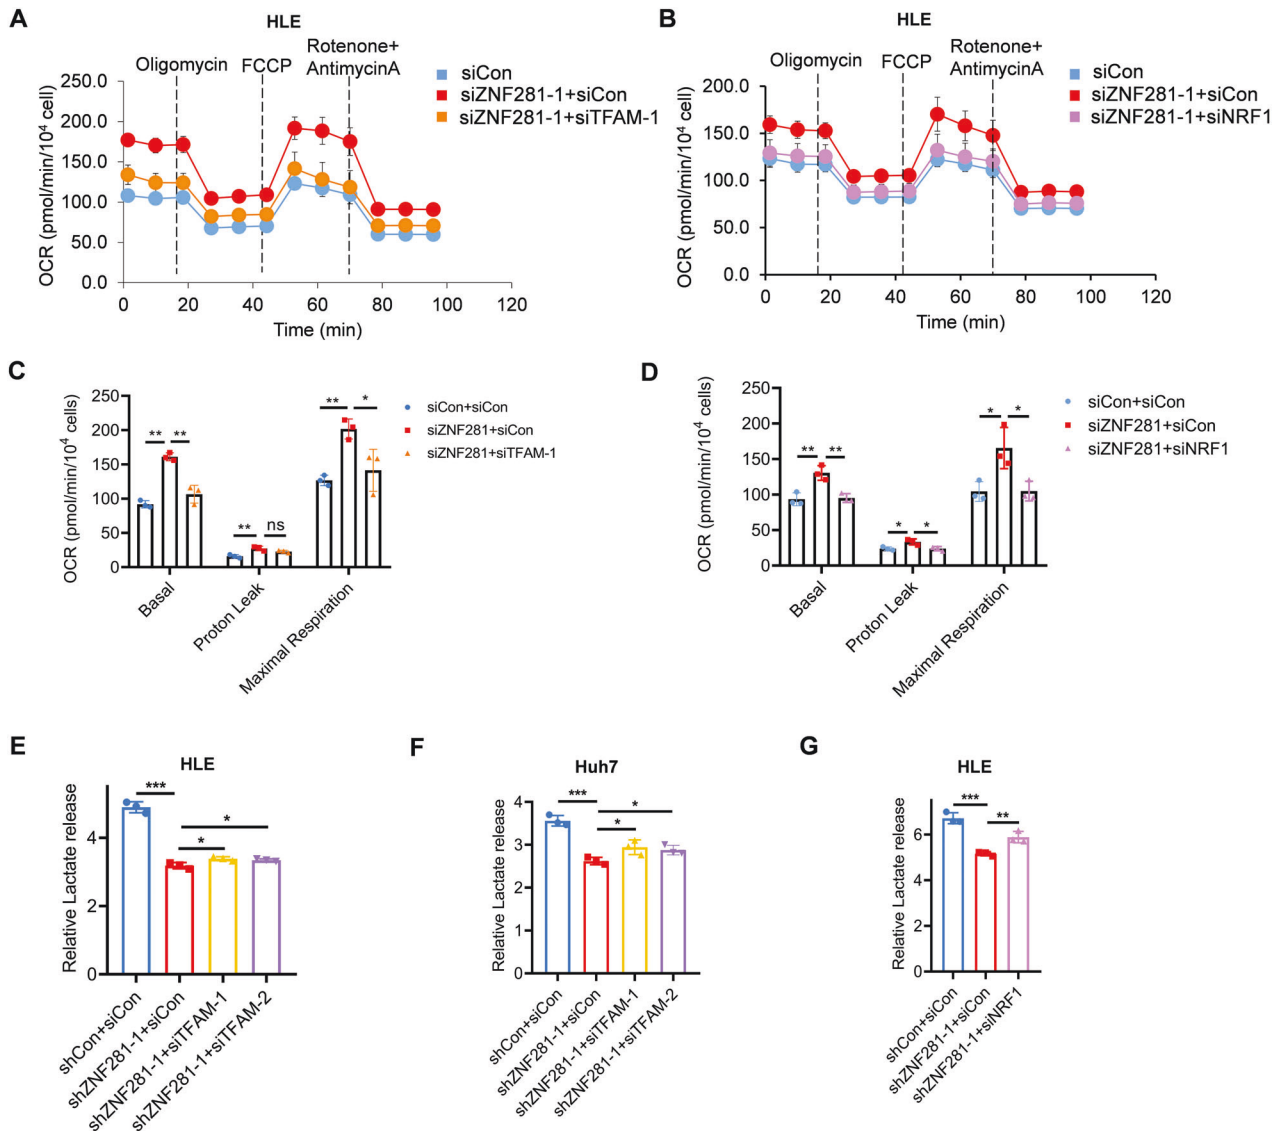 A
HLE
Oligomycin
FCCP
Rotenone+
AntimycinA
siCon
siZNF281-1+siCon
siZNF281-1+siTFAM-1
OCR (pmol/min/10⁴ cell)
250.0
200.0
150.0
100.0
50.0
0.0
0 20 40 60 80 100 120
Time (min)
B
HLE
Oligomycin
FCCP
Rotenone+
AntimycinA
siCon
siZNF281-1+siCon
siZNF281-1+siNRF1
OCR (pmol/min/10⁴ cell)
200.0
150.0
100.0
50.0
0.0
0 20 40 60 80 100 120
Time (min)
C
OCR (pmol/min/10⁴ cells)
250
200
150
100
50
0
** **
** ns
** *
siCon+siCon
siZNF281+siCon
siZNF281+siTFAM-1
Basal
Proton Leak
Maximal Respiration
D
OCR (pmol/min/10⁴ cells)
250
200
150
100
50
0
** **
* *
* *
siCon+siCon
siZNF281+siCon
siZNF281+siNRF1
Basal
Proton Leak
Maximal Respiration
E
HLE
Relative Lactate release
4
2
0
***
*
*
shCon+siCon
shZNF281-1+siCon
shZNF281-1+siTFAM-1
shZNF281-1+siTFAM-2
F
Huh7
Relative Lactate release
4
3
2
1
0
***
*
*
shCon+siCon
shZNF281-1+siCon
shZNF281-1+siTFAM-1
shZNF281-1+siTFAM-2
G
HLE
Relative Lactate release
6
4
2
0
***
**
shCon+siCon
shZNF281-1+siCon
shZNF281-1+siNRF1